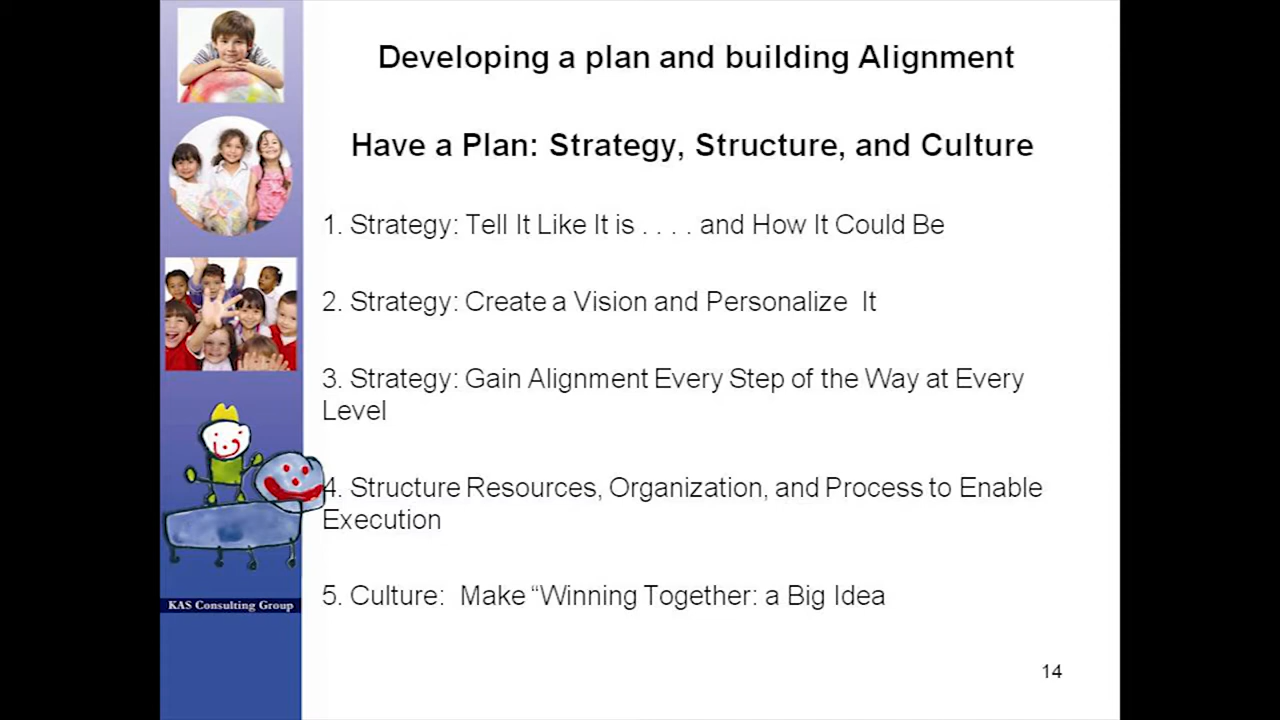 Developing a plan and building Alignment
Have a Plan: Strategy, Structure, and Culture
1. Strategy: Tell It Like It is . . . . and How It Could Be
2. Strategy: Create a Vision and Personalize  It
3. Strategy: Gain Alignment Every Step of the Way at Every
Level
4. Structure Resources, Organization, and Process to Enable
Execution
5. Culture:  Make “Winning Together: a Big Idea
KAS Consulting Group
14